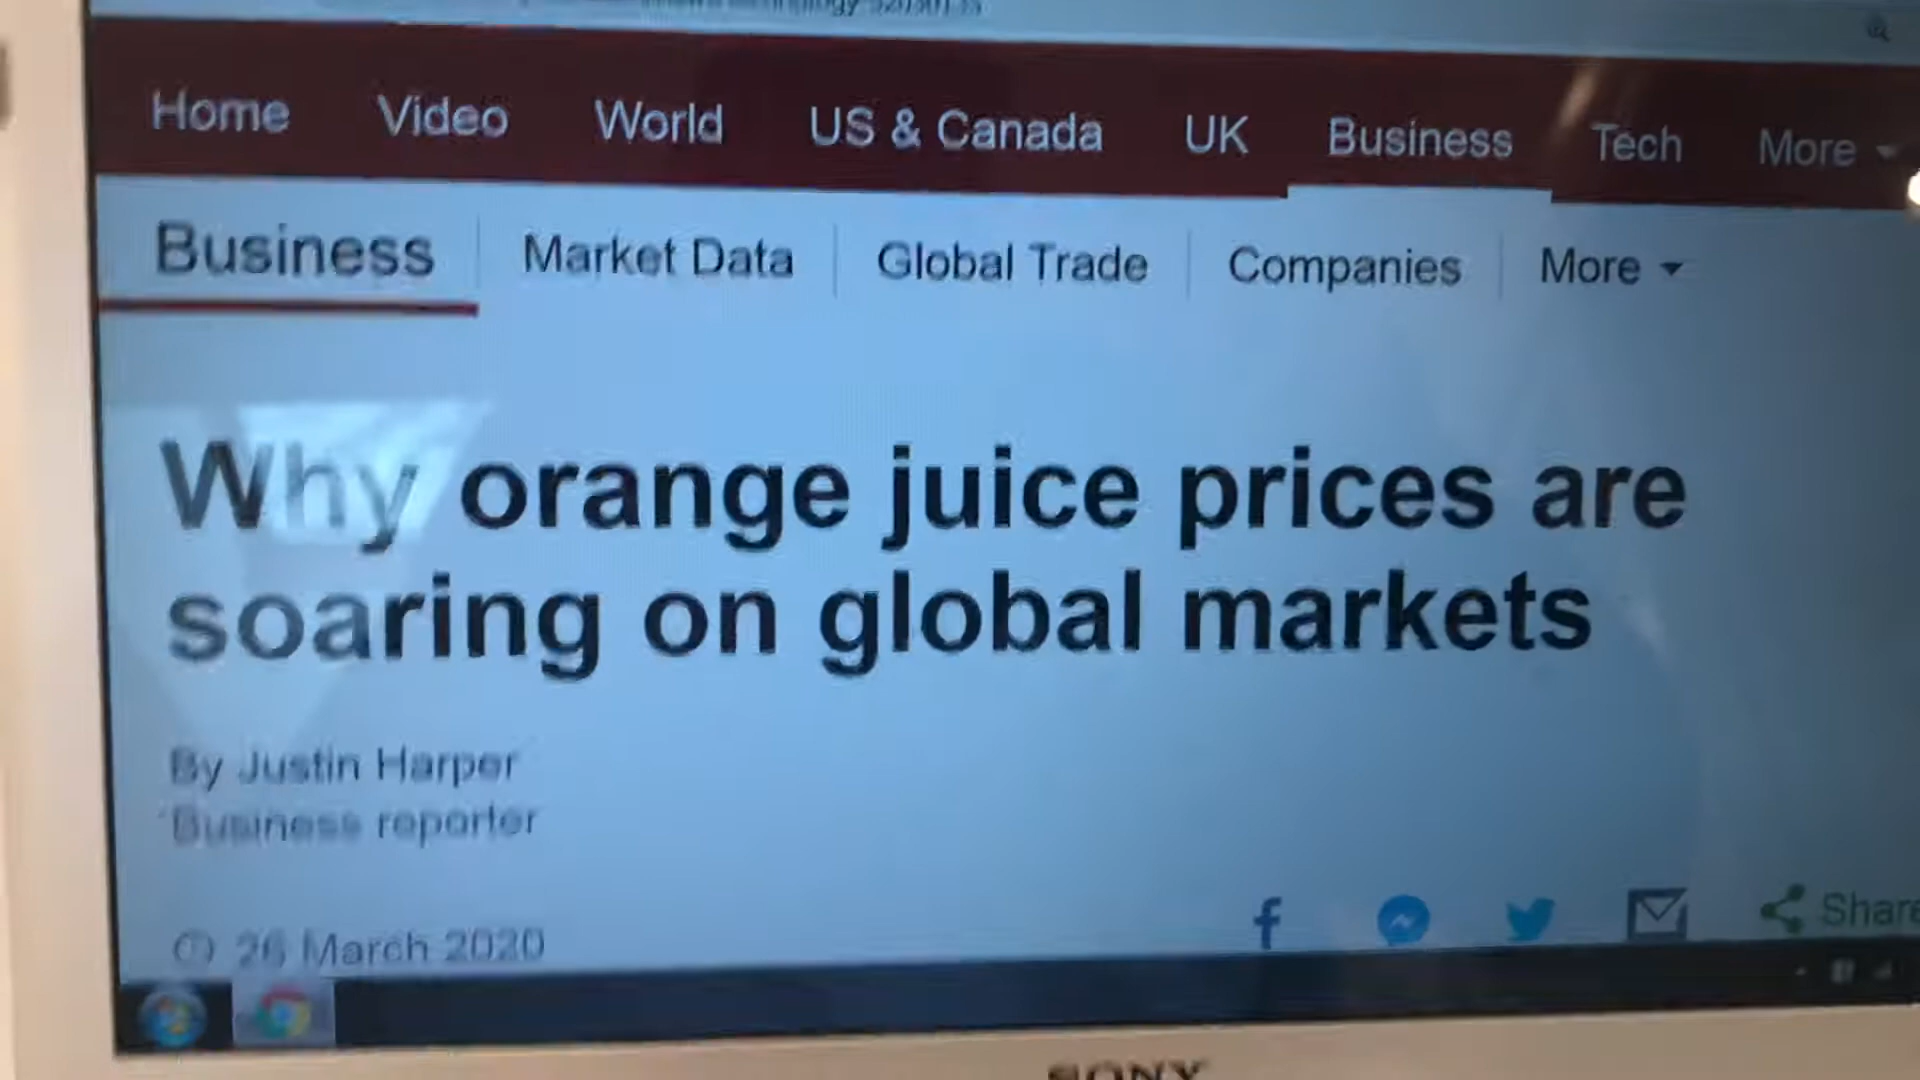 Home Video World US & Canada UK Business Tech More
Business Market Data Global Trade Companies More
Why orange juice prices are
soaring on global markets
By Justin Harper
Business reporter
26 March 2020
Share
SONY